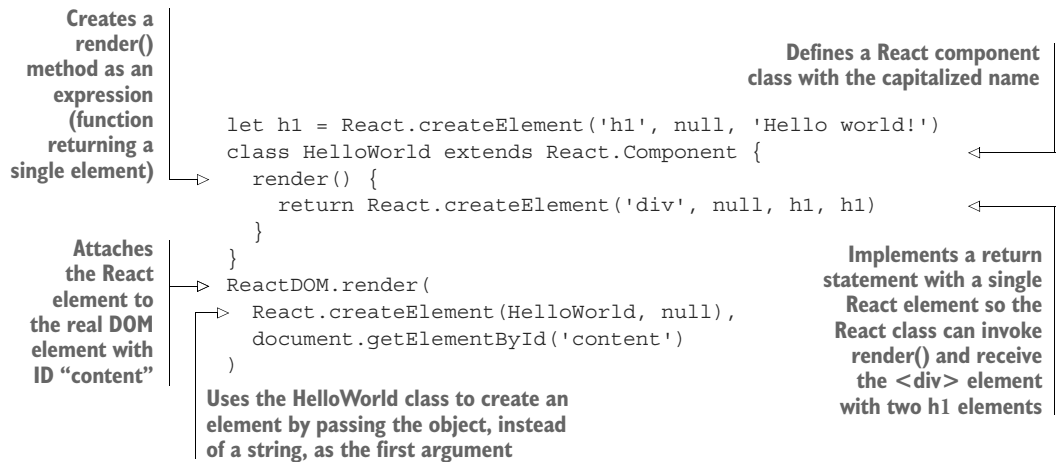 Creates a
render()
method as an
expression
(function
returning a
single element)
Defines a React component
class with the capitalized name
let h1 = React.createElement('h1', null, 'Hello world!')
class HelloWorld extends React.Component {
render() {
return React.createElement('div', null, h1, h1)
}
}
ReactDOM.render(
React.createElement(HelloWorld, null),
document.getElementById('content')
)
Attaches
the React
element to
the real DOM
element with
ID “content”
Implements a return
statement with a single
React element so the
React class can invoke
render() and receive
the <div> element
with two h1 elements
Uses the HelloWorld class to create an
element by passing the object, instead
of a string, as the first argument